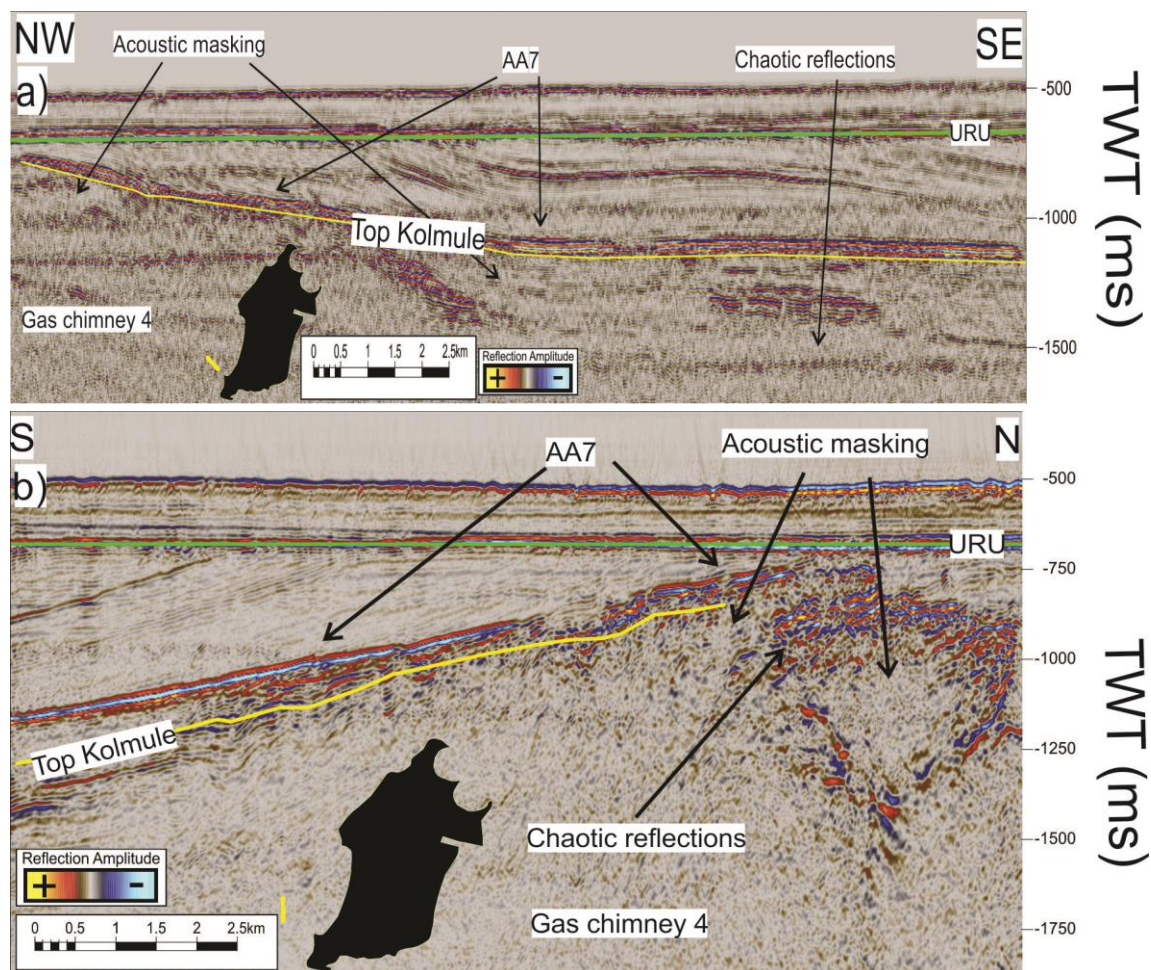 NW
Acoustic masking
AA7
Chaotic reflections
SE
a)
-500
URU
-1000
Top Kolmule
Gas chimney 4
0 0.5 1 1.5 2 2.5km
Reflection Amplitude
+ -
-1500
TWT (ms)
S
AA7
Acoustic masking
N
b)
-500
URU
-750
-1000
Top Kolmule
-1250
Chaotic reflections
-1500
Reflection Amplitude
+ -
0 0.5 1 1.5 2 2.5km
Gas chimney 4
-1750
TWT (ms)